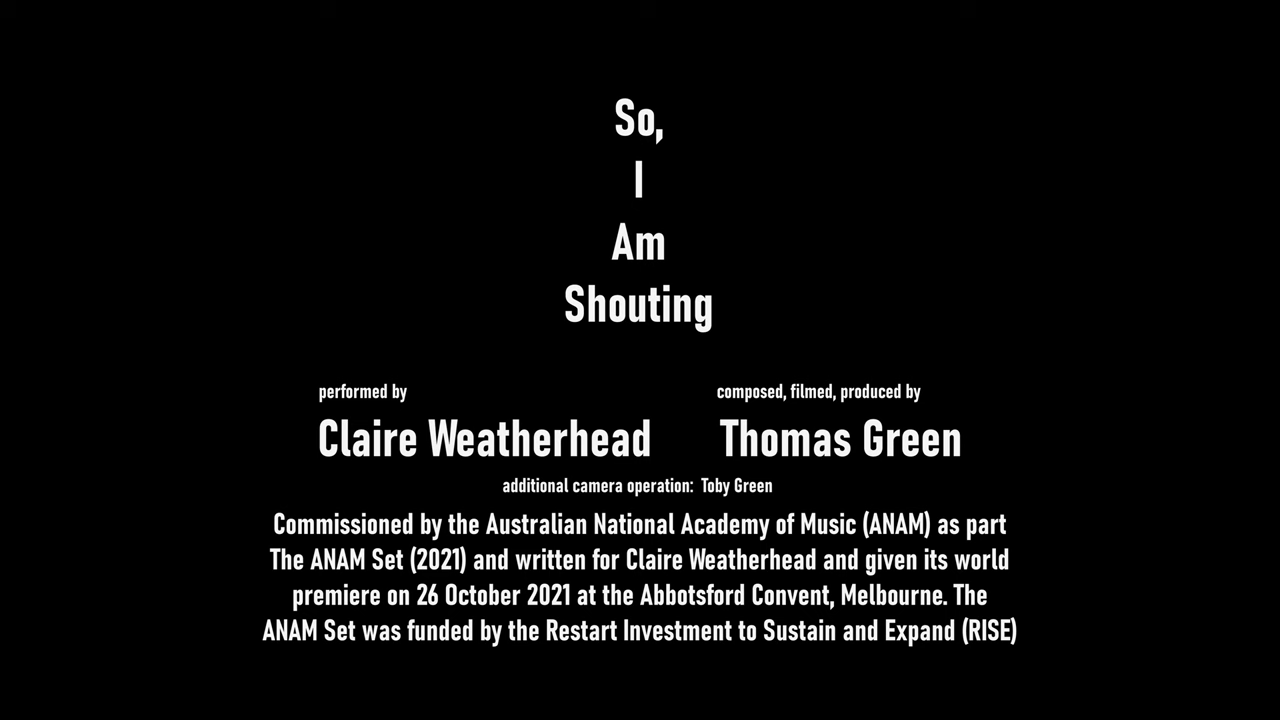 So,
I
Am
Shouting
performed by
composed, filmed, produced by
Claire Weatherhead
Thomas Green
additional camera operation: Toby Green
Commissioned by the Australian National Academy of Music (ANAM) as part
The ANAM Set (2021) and written for Claire Weatherhead and given its world
premiere on 26 October 2021 at the Abbotsford Convent, Melbourne. The
ANAM Set was funded by the Restart Investment to Sustain and Expand (RISE)